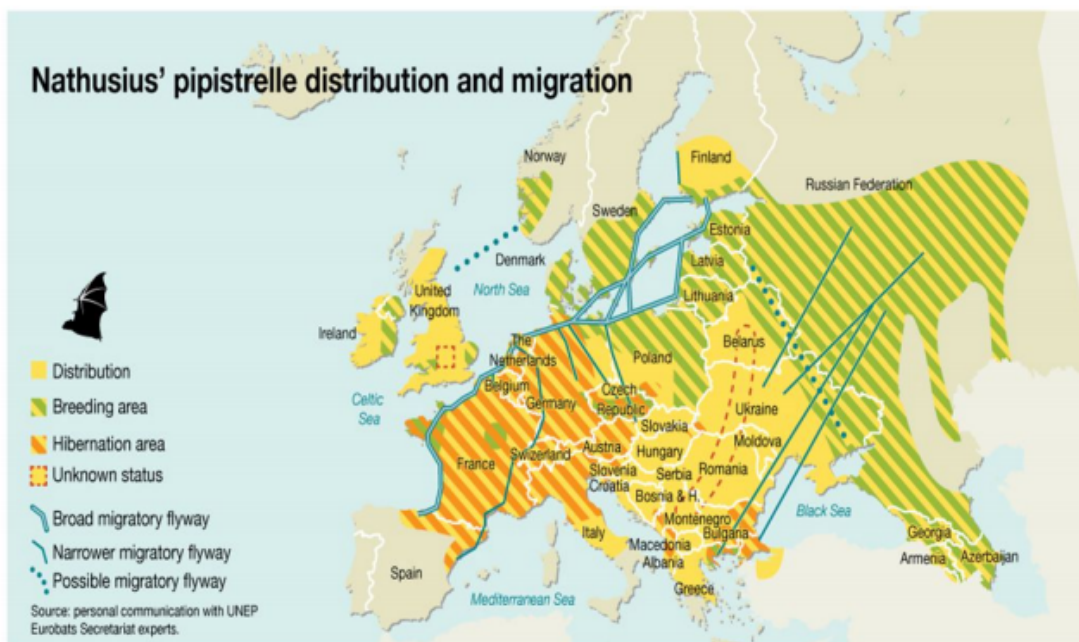 Nathusius' pipistrelle distribution and migration
Norway
Finland
Russian Federation
Sweden
Estonia
Denmark
Latvia
North Sea
United
Kingdom
Lithuania
Ireland
The
Netherlands
Belarus
Poland
Belgium
Celtic
Sea
Germany
Czech
Republic
Ukraine
Slovakia
Moldova
Austria
Hungary
France
Switzerland
Slovenia
Serbia
Romania
Croatia
Bosnia & H.
Black Sea
Montenegro
Italy
Bulgaria
Georgia
Macedonia
Armenia
Azerbaijan
Albania
Spain
Greece
Mediterranean Sea
Distribution
Breeding area
Hibernation area
Unknown status
Broad migratory flyway
Narrower migratory flyway
Possible migratory flyway
Source: personal communication with UNEP
Eurobats Secretariat experts.